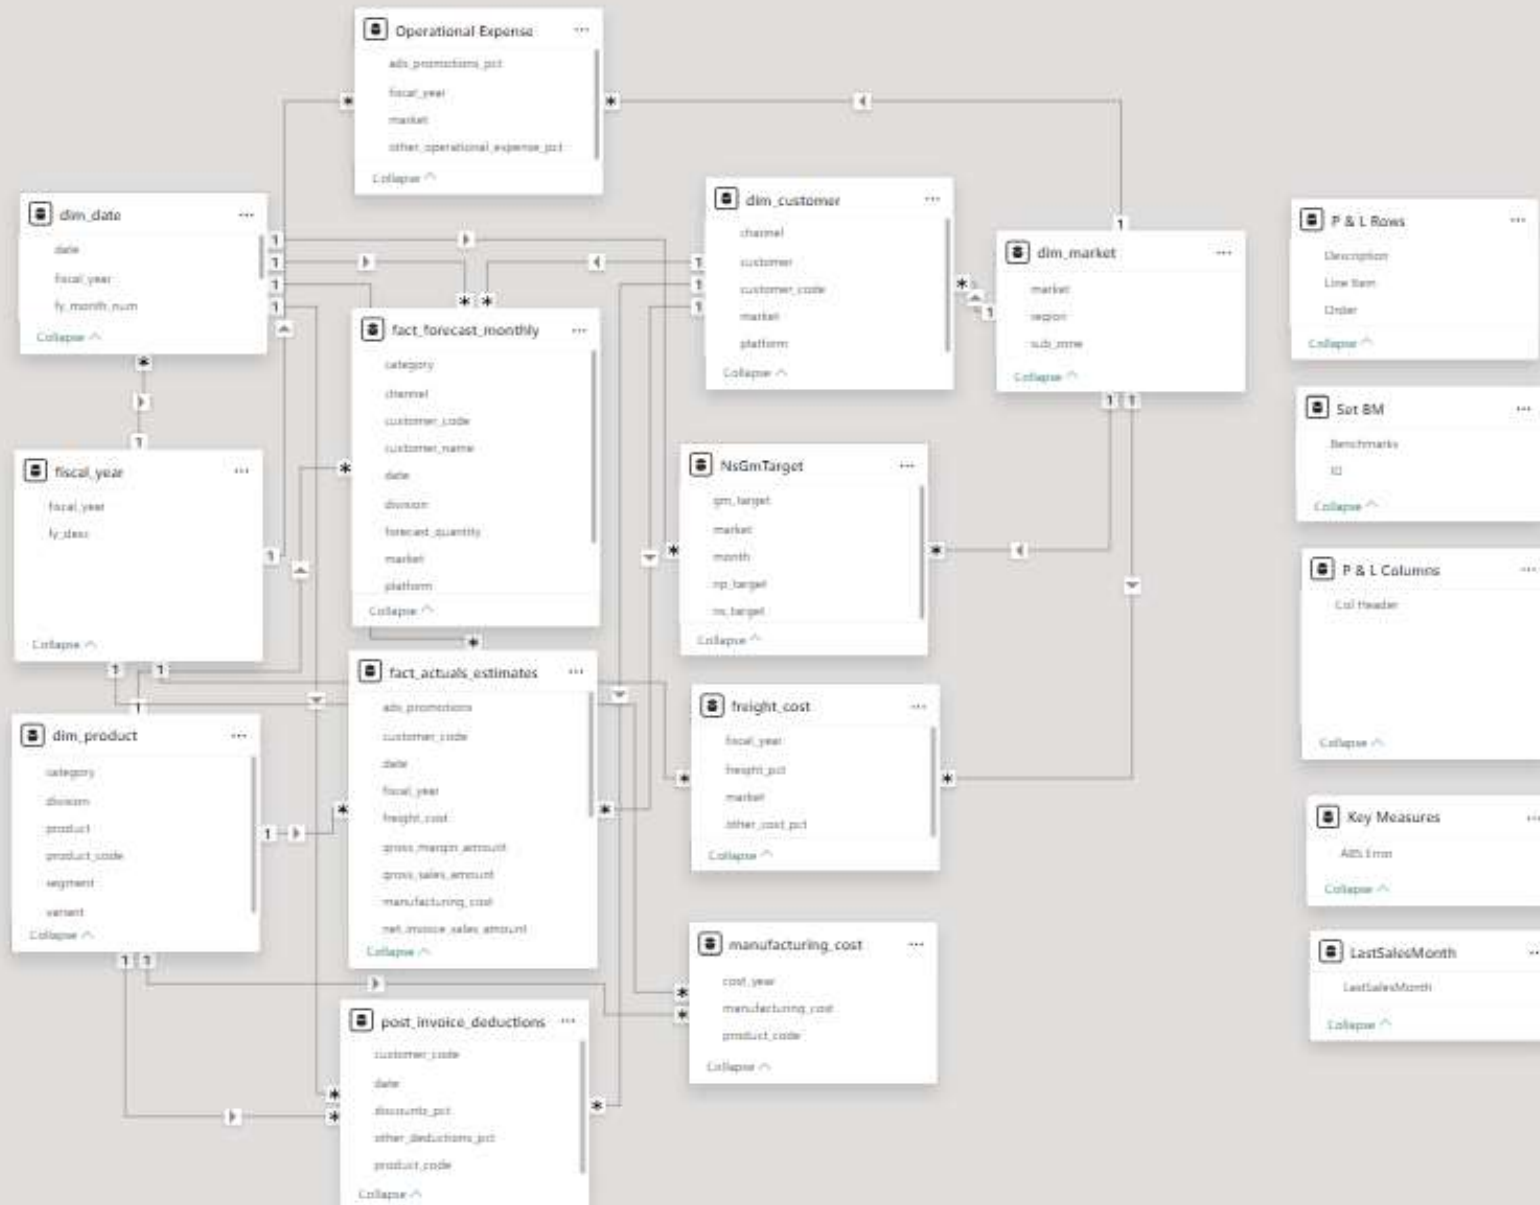 Operational Expense
ads_promotions_pct
fiscal_year
market
other_operational_expense_pct
Collapse
dim_date
date
fiscal_year
fy_month_num
Collapse
dim_customer
channel
customer
customer_code
market
platform
Collapse
dim_market
market
region
sub_zone
Collapse
P & L Rows
Description
Line Item
Order
Collapse
fact_forecast_monthly
category
channel
customer_code
customer_name
date
division
forecast_quantity
market
platform
Collapse
Set BM
Benchmarks
ID
Collapse
fiscal_year
fiscal_year
fy_desc
Collapse
NsGmTarget
gm_target
market
month
np_target
ns_target
Collapse
P & L Columns
Col Header
Collapse
fact_actuals_estimates
ads_promotions
customer_code
date
fiscal_year
freight_cost
gross_margin_amount
gross_sales_amount
manufacturing_cost
net_invoice_sales_amount
Collapse
freight_cost
fiscal_year
freight_pct
market
other_cost_pct
Collapse
dim_product
category
division
product
product_code
segment
variant
Collapse
Key Measures
ABS Error
Collapse
manufacturing_cost
cost_year
manufacturing_cost
product_code
Collapse
LastSalesMonth
LastSalesMonth
Collapse
post_invoice_deductions
customer_code
date
discounts_pct
other_deductions_pct
product_code
Collapse